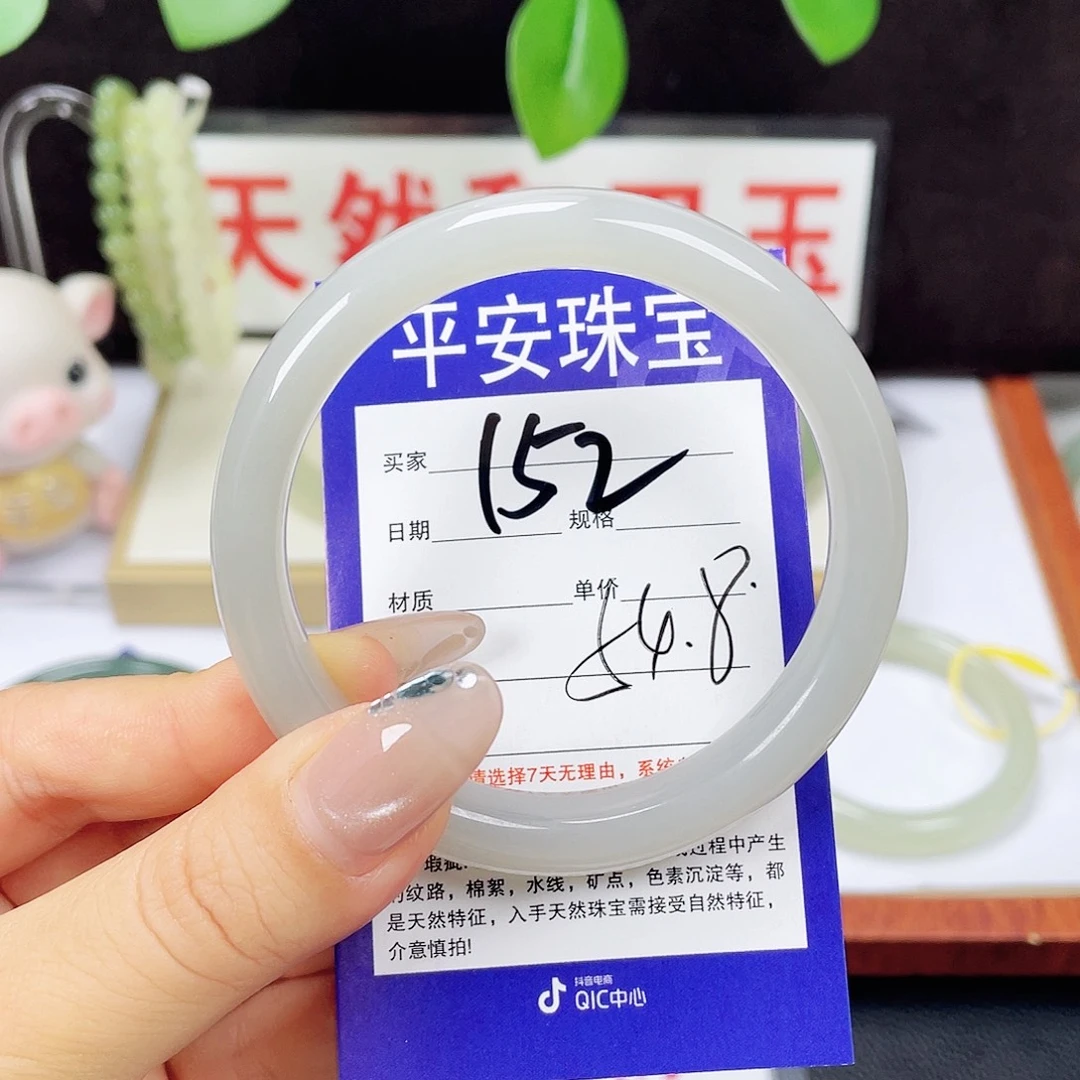 天然和田玉
平安珠宝
152
买家
日期 规格
材质 单价
54.8
请选择7天无理由，系统
瑕疵 过程中产生
的纹路，棉絮，水线，矿点，色素沉淀等，都
是天然特征，入手天然珠宝需接受自然特征，
介意慎拍!
抖音电商
QIC中心